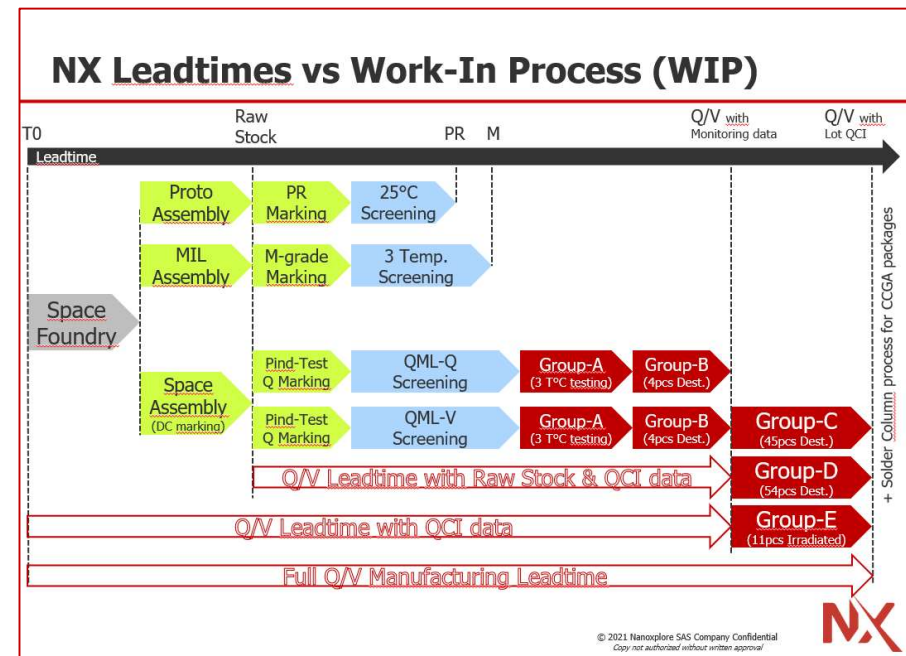 NX Leadtimes vs Work-In Process (WIP)
T0
Raw
Stock
PR
M
Q/V with
Monitoring data
Q/V with
Lot QCI
Leadtime
Proto
Assembly
PR
Marking
25°C
Screening
MIL
Assembly
M-grade
Marking
3 Temp.
Screening
Space
Foundry
Space
Assembly
(DC marking)
Pind-Test
Q Marking
QML-Q
Screening
Group-A
(3 T°C testing)
Group-B
(4pcs Dest.)
Pind-Test
Q Marking
QML-V
Screening
Group-A
(3 T°C testing)
Group-B
(4pcs Dest.)
Group-C
(45pcs Dest.)
Q/V Leadtime with Raw Stock & QCI data
Group-D
(54pcs Dest.)
Q/V Leadtime with QCI data
Group-E
(11pcs Irradiated)
Full Q/V Manufacturing Leadtime
+ Solder Column process for CCGA packages
© 2021 Nanoxplore SAS Company Confidential
Copy not authorized without written approval
NX